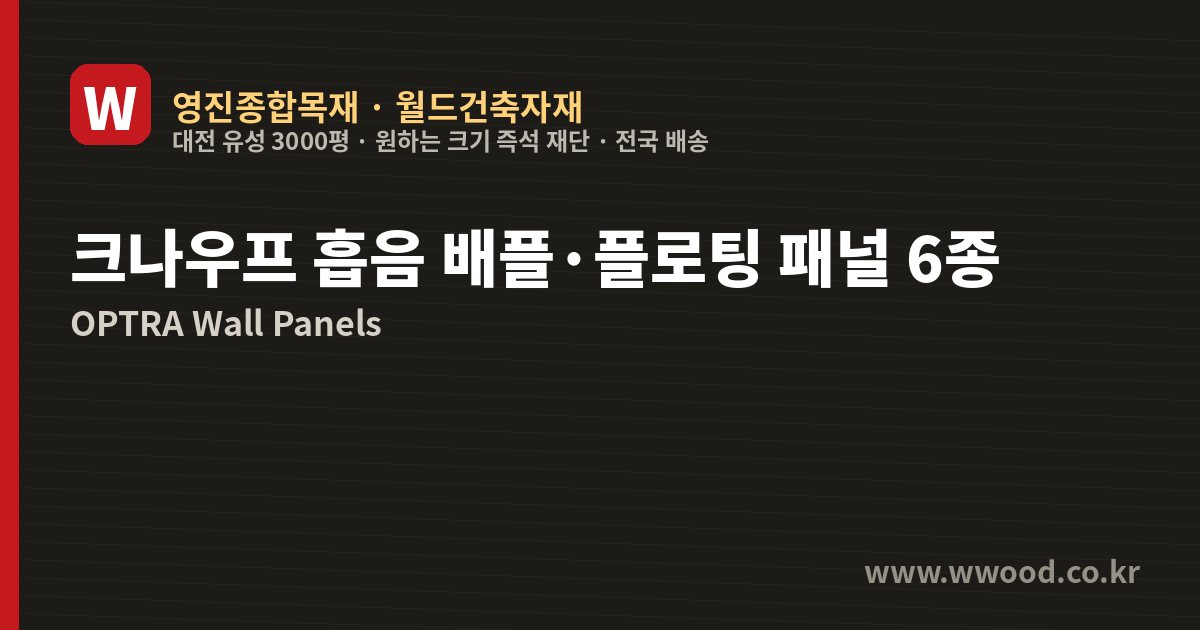 W
영진종합목재 · 월드건축자재
대전 유성 3000평 · 원하는 크기 즉석 재단 · 전국 배송
크나우프 흡음 배플·플로팅 패널 6종
OPTRA Wall Panels
www.wwood.co.kr